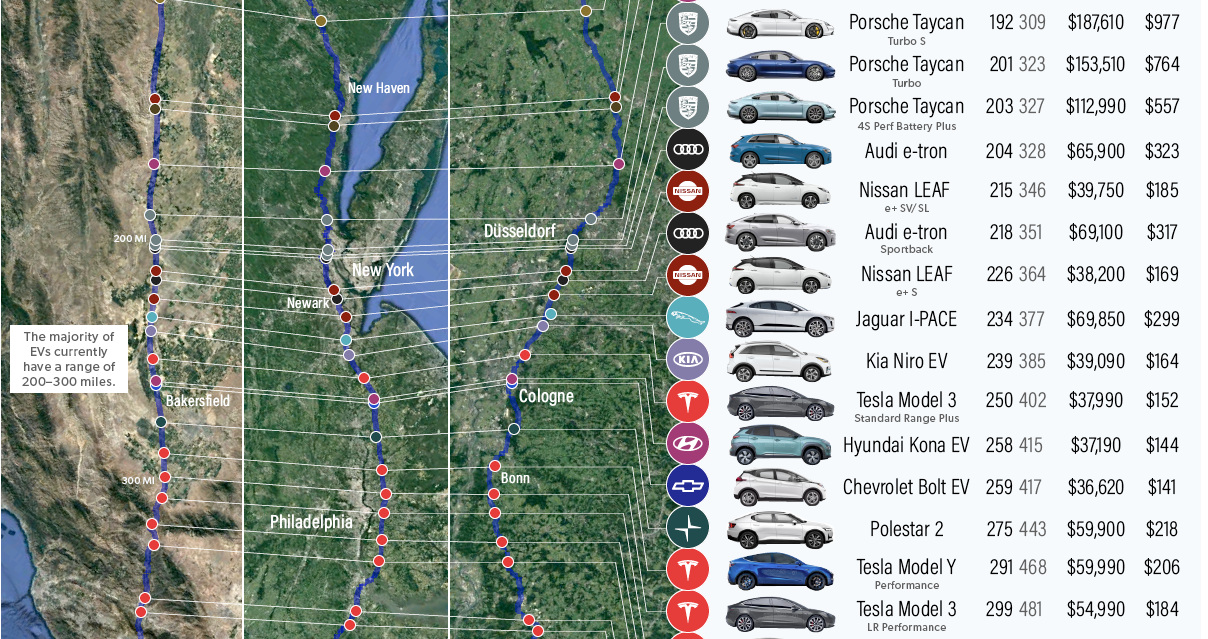 New Haven
200 MI
New York
Newark
Düsseldorf
The majority of
EVs currently
have a range of
200–300 miles.
Bakersfield
Cologne
300 MI
Bonn
Philadelphia
Porsche Taycan 192 309 $187,610 $977
Turbo S
Porsche Taycan 201 323 $153,510 $764
Turbo
Porsche Taycan 203 327 $112,990 $557
4S Perf Battery Plus
Audi e-tron 204 328 $65,900 $323
NISSAN Nissan LEAF 215 346 $39,750 $185
e+ SV/SL
Audi e-tron 218 351 $69,100 $317
Sportback
NISSAN Nissan LEAF 226 364 $38,200 $169
e+ S
Jaguar I-PACE 234 377 $69,850 $299
KIA Kia Niro EV 239 385 $39,090 $164
Tesla Model 3 250 402 $37,990 $152
Standard Range Plus
Hyundai Kona EV 258 415 $37,190 $144
Chevrolet Bolt EV 259 417 $36,620 $141
Polestar 2 275 443 $59,900 $218
Tesla Model Y 291 468 $59,990 $206
Performance
Tesla Model 3 299 481 $54,990 $184
LR Performance